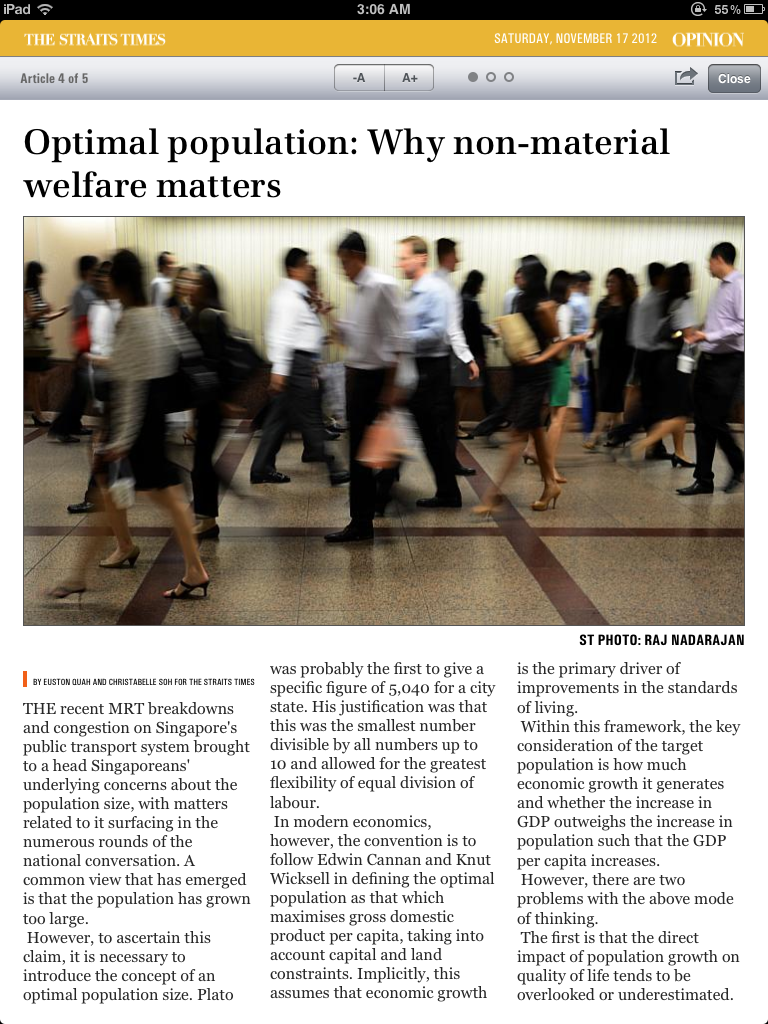 iPad
3:06 AM
55%
THE STRAITS TIMES
SATURDAY, NOVEMBER 17 2012
OPINION
Article 4 of 5
-A
A+
Close
Optimal population: Why non-material
welfare matters
ST PHOTO: RAJ NADARAJAN
BY EUSTON QUAH AND CHRISTABELLE SOH FOR THE STRAITS TIMES
THE recent MRT breakdowns
and congestion on Singapore's
public transport system brought
to a head Singaporeans'
underlying concerns about the
population size, with matters
related to it surfacing in the
numerous rounds of the
national conversation. A
common view that has emerged
is that the population has grown
too large.
However, to ascertain this
claim, it is necessary to
introduce the concept of an
optimal population size. Plato
was probably the first to give a
specific figure of 5,040 for a city
state. His justification was that
this was the smallest number
divisible by all numbers up to
10 and allowed for the greatest
flexibility of equal division of
labour.
In modern economics,
however, the convention is to
follow Edwin Cannan and Knut
Wicksell in defining the optimal
population as that which
maximises gross domestic
product per capita, taking into
account capital and land
constraints. Implicitly, this
assumes that economic growth
is the primary driver of
improvements in the standards
of living.
Within this framework, the key
consideration of the target
population is how much
economic growth it generates
and whether the increase in
GDP outweighs the increase in
population such that the GDP
per capita increases.
However, there are two
problems with the above mode
of thinking.
The first is that the direct
impact of population growth on
quality of life tends to be
overlooked or underestimated.